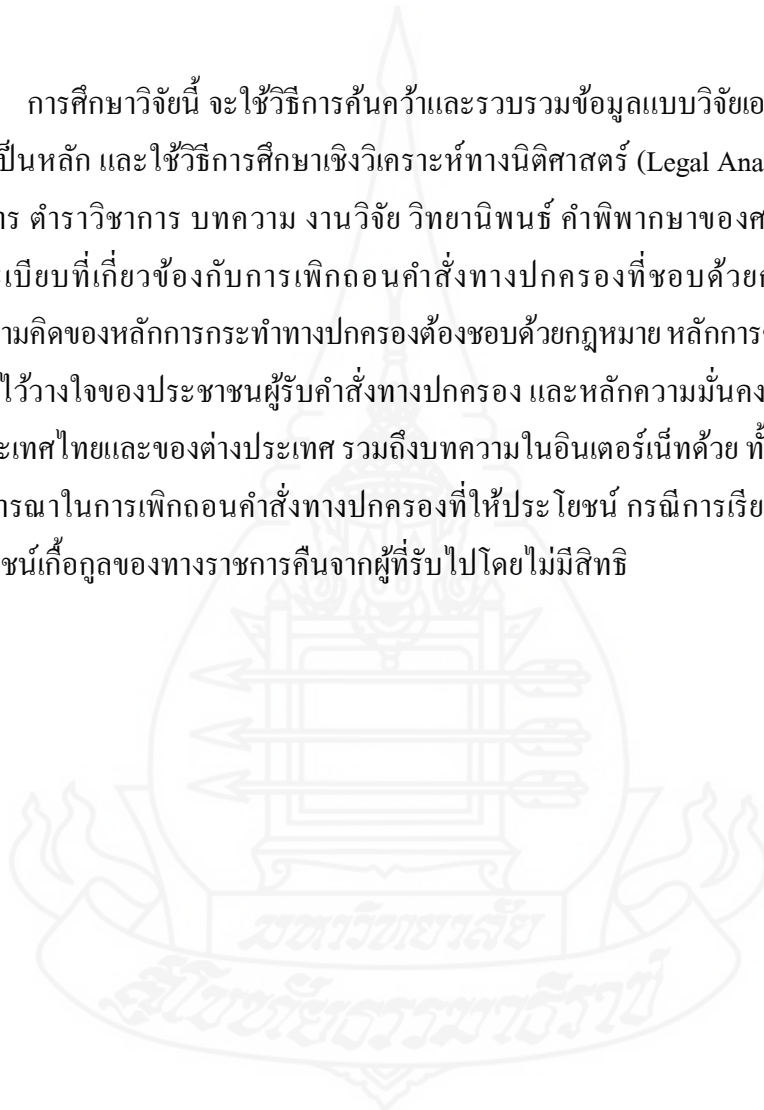 การศึกษาวิจัยนี้ จะใช้วิธีการค้นคว้าและรวบรวมข้อมูลแบบวิจัยเอ
ป็นหลัก และใช้วิธีการศึกษาเชิงวิเคราะห์ทางนิติศาสตร์ (Legal Ana
ร ตำราวิชาการ บทความ งานวิจัย วิทยานิพนธ์ คำพิพากษาของศ
เบียบที่เกี่ยวข้องกับการเพิกถอนคำสั่งทางปกครองที่ชอบด้วยก
ามคิดของหลักการกระทำทางปกครองต้องชอบด้วยกฎหมาย หลักการ
ไว้วางใจของประชาชนผู้รับคำสั่งทางปกครอง และหลักความมั่นคง
ะเทศไทยและของต่างประเทศ รวมถึงบทความในอินเตอร์เน็ทด้วย ทั้
ารณาในการเพิกถอนคำสั่งทางปกครองที่ให้ประโยชน์ กรณีการเรีย
ชน์เกื้อกูลของทางราชการคืนจากผู้ที่รับไปโดยไม่มีสิทธิ
มหาวิทยาลัย
สุโขทัยธรรมาธิราช